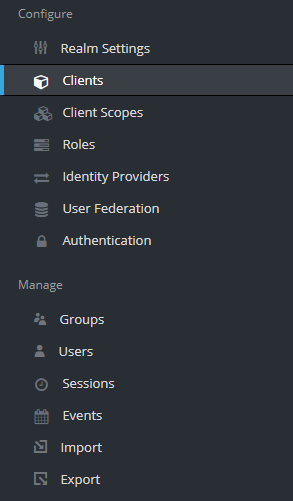 Configure
Realm Settings
Clients
Client Scopes
Roles
Identity Providers
User Federation
Authentication
Manage
Groups
Users
Sessions
Events
Import
Export